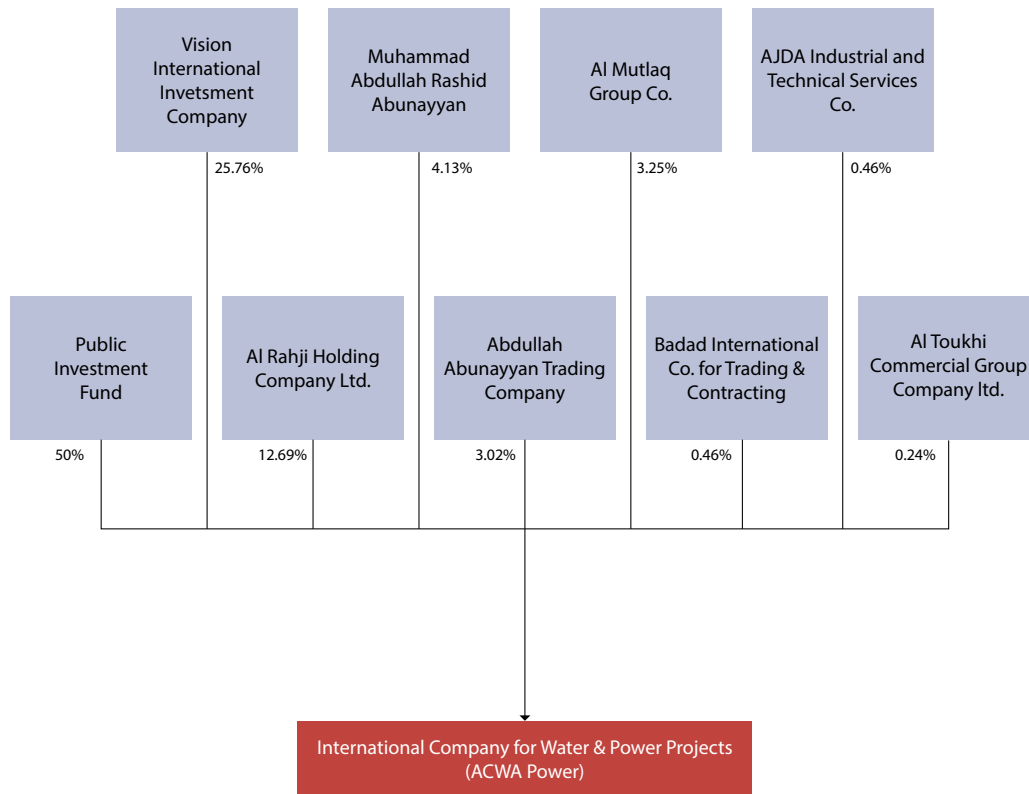 Vision
International
Invetsment
Company
Muhammad
Abdullah Rashid
Abunayyan
Al Mutlaq
Group Co.
AJDA Industrial and
Technical Services
Co.
25.76%
4.13%
3.25%
0.46%
Public
Investment
Fund
Al Rahji Holding
Company Ltd.
Abdullah
Abunayyan Trading
Company
Badad International
Co. for Trading &
Contracting
Al Toukhi
Commercial Group
Company ltd.
50%
12.69%
3.02%
0.46%
0.24%
International Company for Water & Power Projects
(ACWA Power)